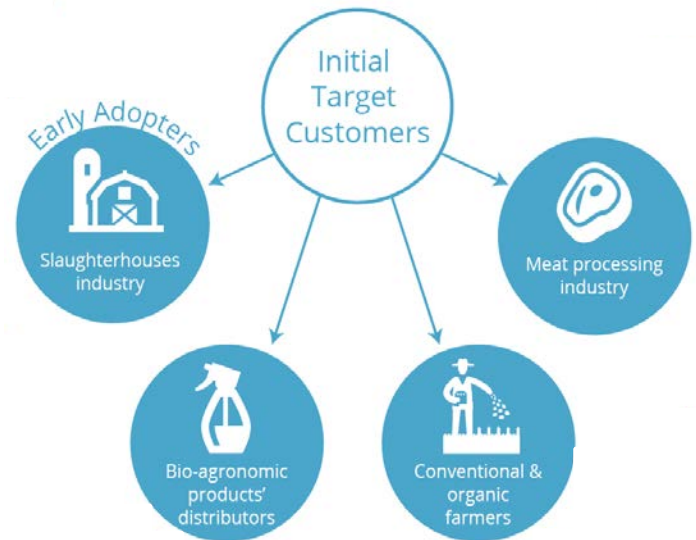 Initial
Target
Customers
Early Adopters
Slaughterhouses
industry
Meat processing
industry
Bio-agronomic
products’
distributors
Conventional &
organic
farmers